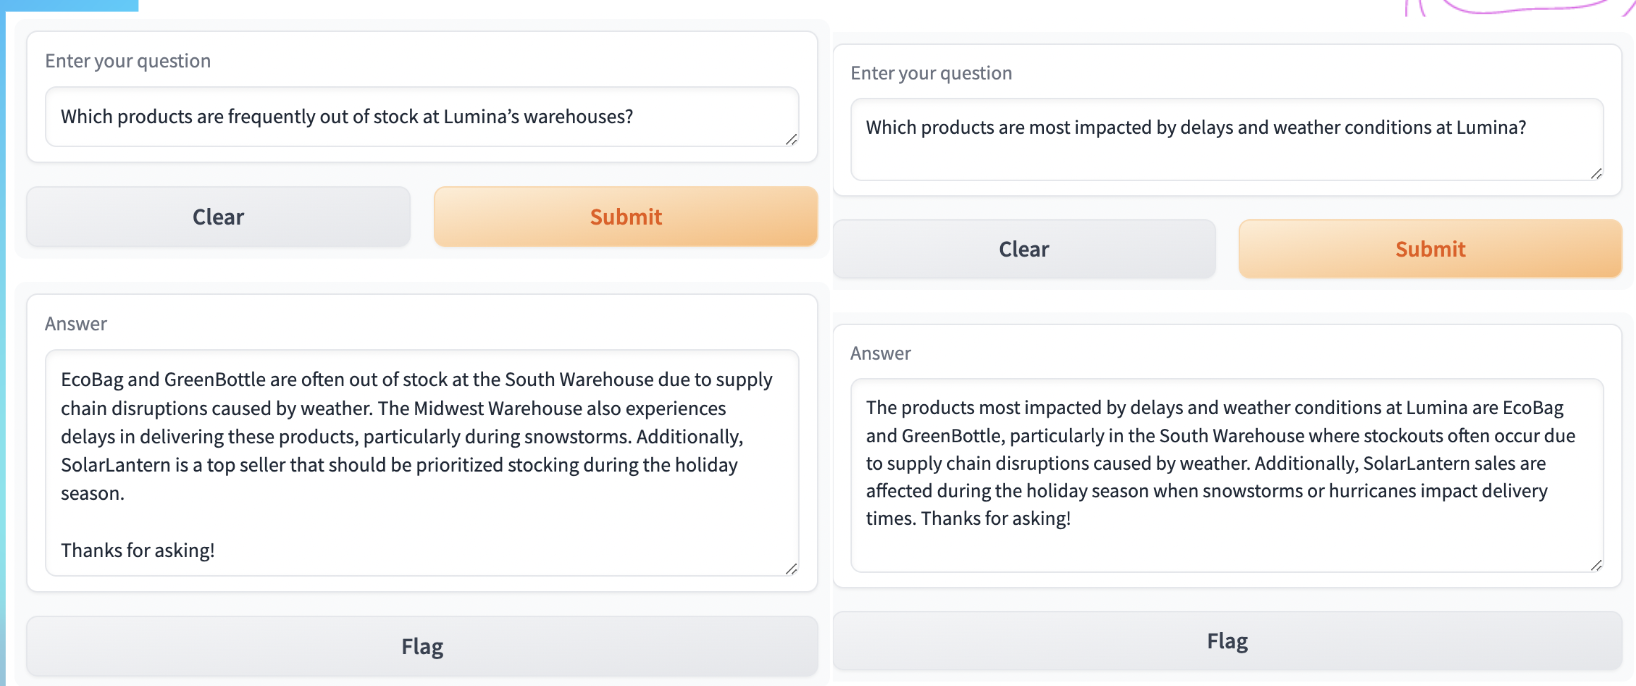 Enter your question
Which products are frequently out of stock at Lumina’s warehouses?
Clear
Submit
Answer
EcoBag and GreenBottle are often out of stock at the South Warehouse due to supply
chain disruptions caused by weather. The Midwest Warehouse also experiences
delays in delivering these products, particularly during snowstorms. Additionally,
SolarLantern is a top seller that should be prioritized stocking during the holiday
season.
Thanks for asking!
Flag
Enter your question
Which products are most impacted by delays and weather conditions at Lumina?
Clear
Submit
Answer
The products most impacted by delays and weather conditions at Lumina are EcoBag
and GreenBottle, particularly in the South Warehouse where stockouts often occur due
to supply chain disruptions caused by weather. Additionally, SolarLantern sales are
affected during the holiday season when snowstorms or hurricanes impact delivery
times. Thanks for asking!
Flag